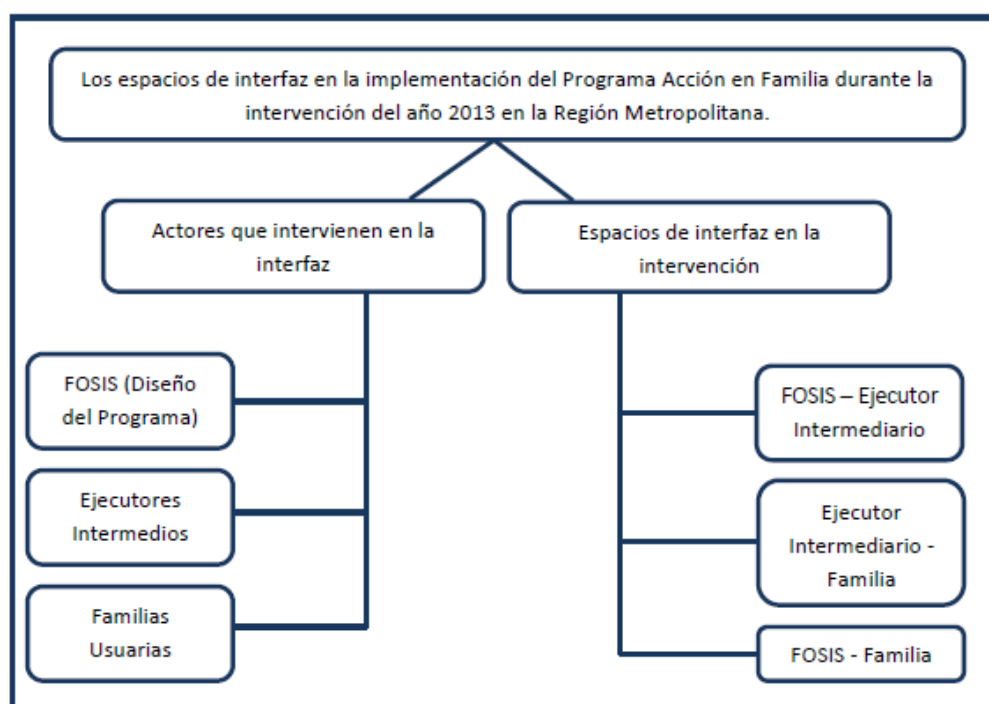 Los espacios de interfaz en la implementación del Programa Acción en Familia durante la
intervención del año 2013 en la Región Metropolitana.
Actores que intervienen en la
interfaz
Espacios de interfaz en la
intervención
FOSIS (Diseño
del Programa)
Ejecutores
Intermedios
Familias
Usuarias
FOSIS – Ejecutor
Intermediario
Ejecutor
Intermediario -
Familia
FOSIS - Familia